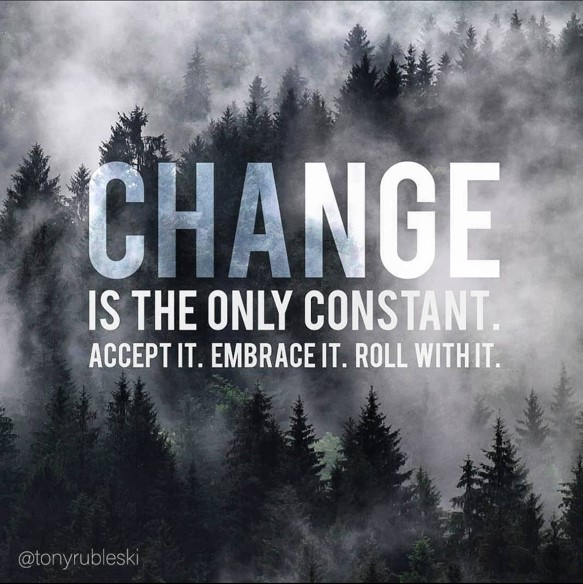 CHANGE
IS THE ONLY CONSTANT.
ACCEPT IT. EMBRACE IT. ROLL WITH IT.
@tonyrubleski